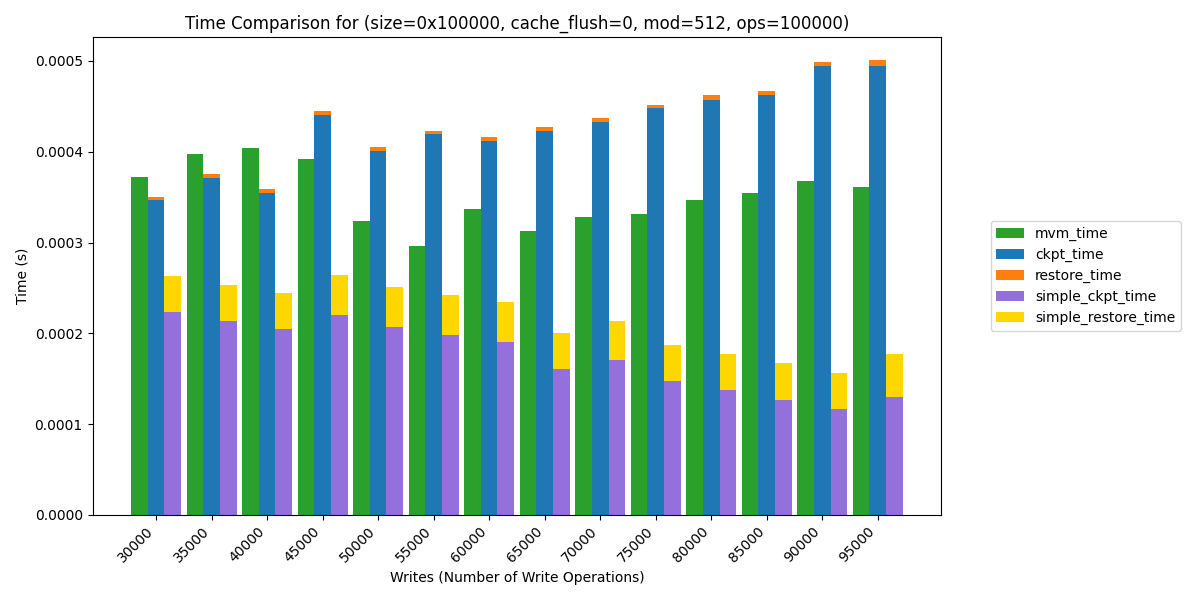 Time Comparison for (size=0x100000, cache_flush=0, mod=512, ops=100000)
Time (s)
0.0005
0.0004
0.0003
0.0002
0.0001
0.0000
30000
35000
40000
45000
50000
55000
60000
65000
70000
75000
80000
85000
90000
95000
Writes (Number of Write Operations)
mvm_time
ckpt_time
restore_time
simple_ckpt_time
simple_restore_time